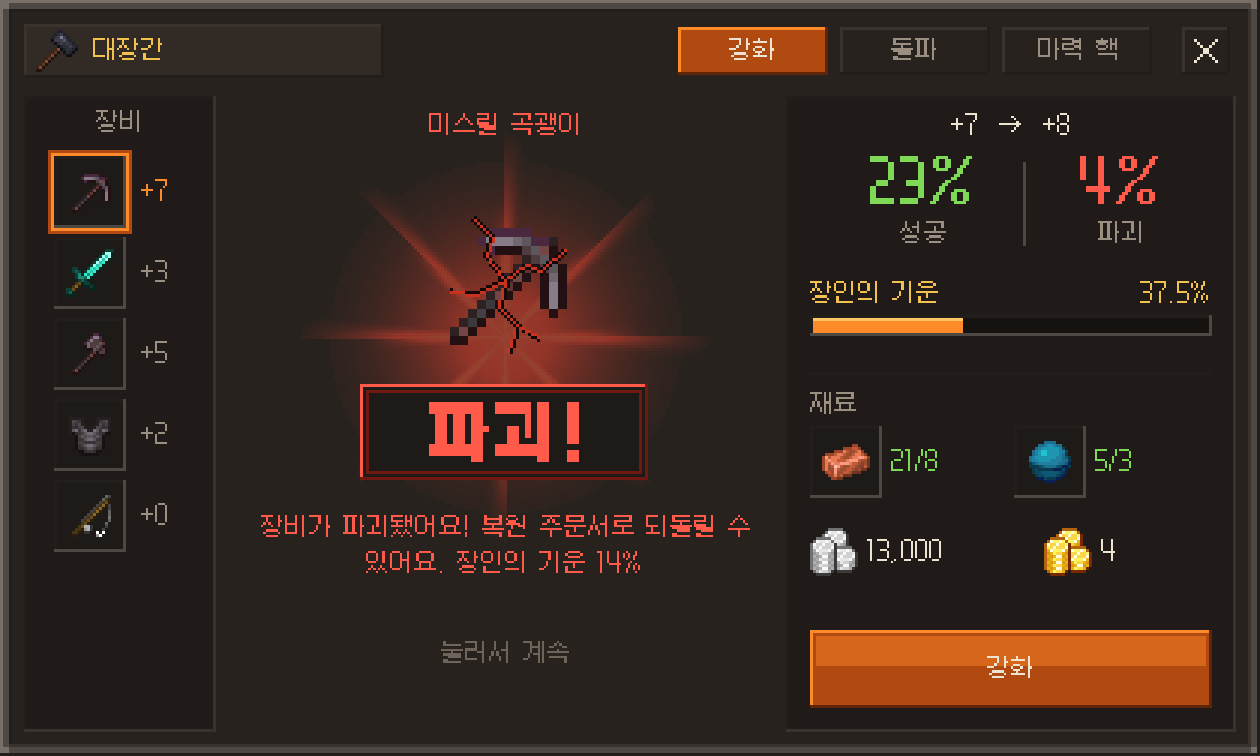 대장간
강화
돌파
마력 핵
장비
+7
+3
+5
+2
+0
미스릴 곡괭이
파괴!
장비가 파괴됐어요! 복원 주문서로 되돌릴 수
있어요. 장인의 기운 14%
눌러서 계속
+7 → +8
23%
성공
4%
파괴
장인의 기운 37.5%
재료
21/8
5/3
13,000
4
강화